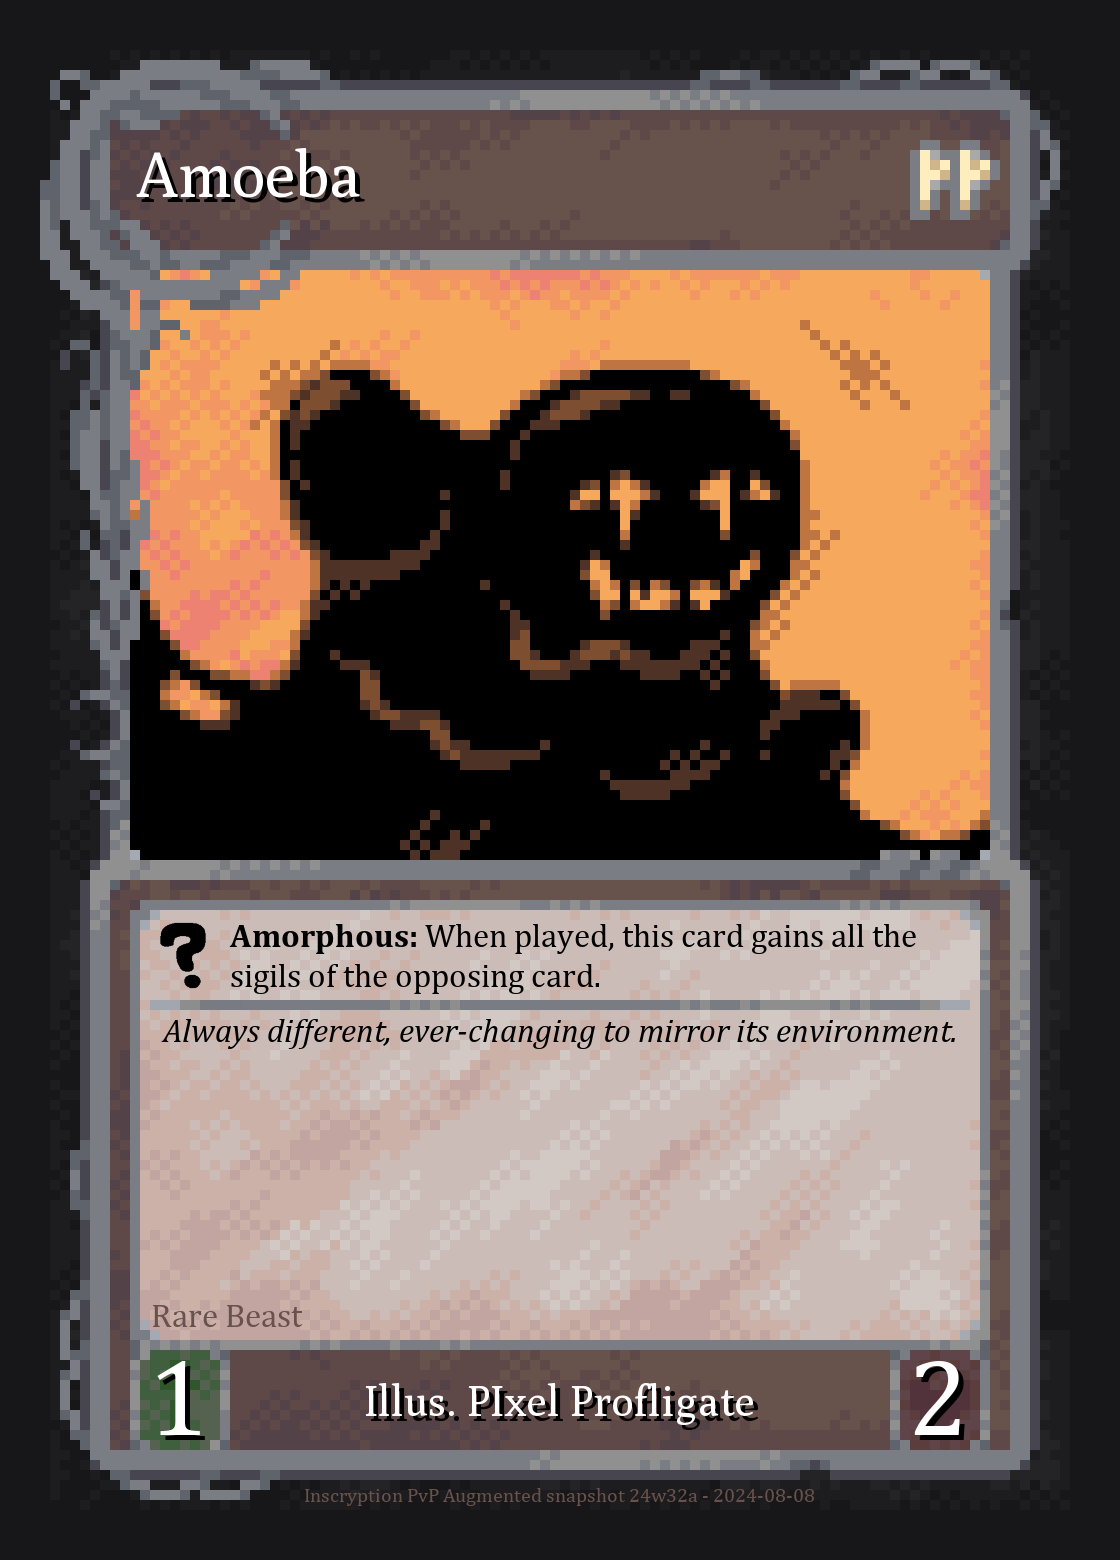 Amoeba
Amorphous: When played, this card gains all the
sigils of the opposing card.
Always different, ever-changing to mirror its environment.
Rare Beast
1
Illus. PIxel Profligate
2
Inscryption PvP Augmented snapshot 24w32a - 2024-08-08